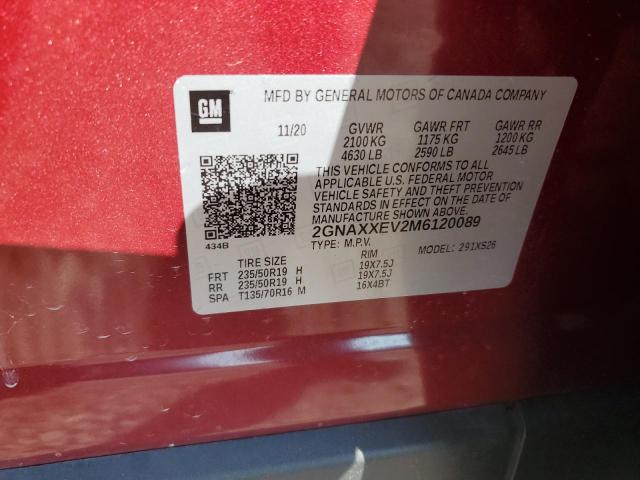 GM
MFD BY GENERAL MOTORS OF CANADA COMPANY
11/20 GVWR GAWR FRT GAWR RR
2100 KG 1175 KG 1200 KG
4630 LB 2590 LB 2645 LB
THIS VEHICLE CONFORMS TO ALL
APPLICABLE U.S. FEDERAL MOTOR
VEHICLE SAFETY AND THEFT PREVENTION
STANDARDS IN EFFECT ON THE DATE OF
MANUFACTURE SHOWN ABOVE.
2GNAXXEV2M6120089
434B
TYPE: M.P.V. MODEL: 291XS26
TIRE SIZE RIM
FRT 235/50R19 H 19X7.5J
RR 235/50R19 H 19X7.5J
SPA T135/70R16 M 16X4BT